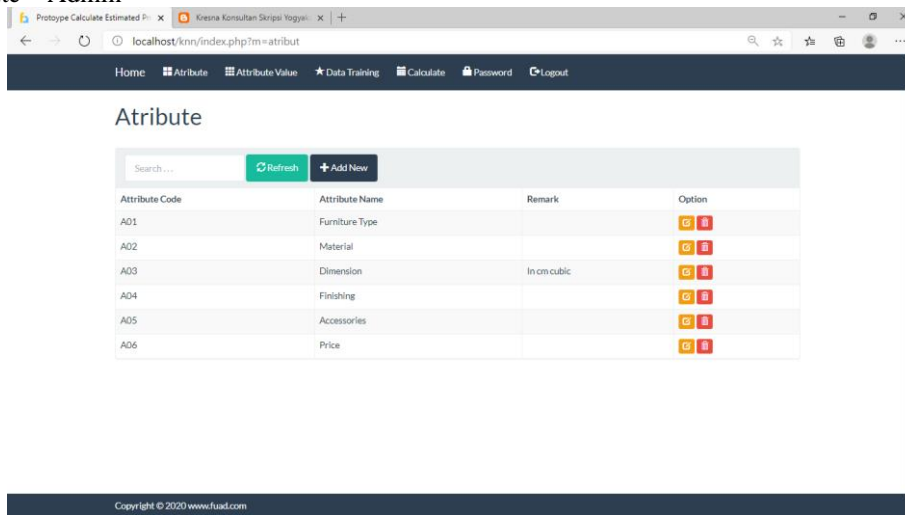 Admin
Protoype Calculate Estimated Pr
Kresna Konsultan Skripsi Yogyak
localhost/knn/index.php?m=atribut
Home Atribute Attribute Value Data Training Calculate Password Logout
Atribute
Search . . . Refresh Add New
Attribute Code Attribute Name Remark Option
A01 Furniture Type
A02 Material
A03 Dimension In cm cubic
A04 Finishing
A05 Accessories
A06 Price
Copyright © 2020 www.fuad.com